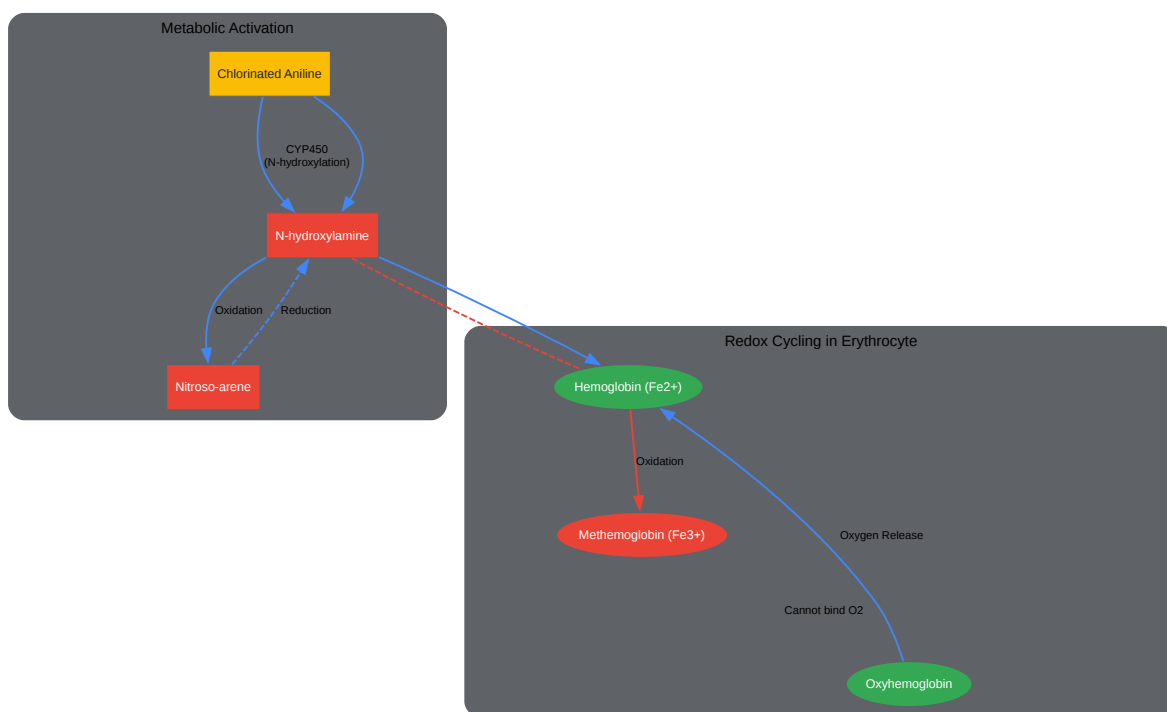 Metabolic Activation
Chlorinated Aniline
CYP450
(N-hydroxylation)
N-hydroxylamine
Oxidation
Reduction
Nitroso-arene
Redox Cycling in Erythrocyte
Hemoglobin (Fe2+)
Oxidation
Methemoglobin (Fe3+)
Oxygen Release
Cannot bind O2
Oxyhemoglobin